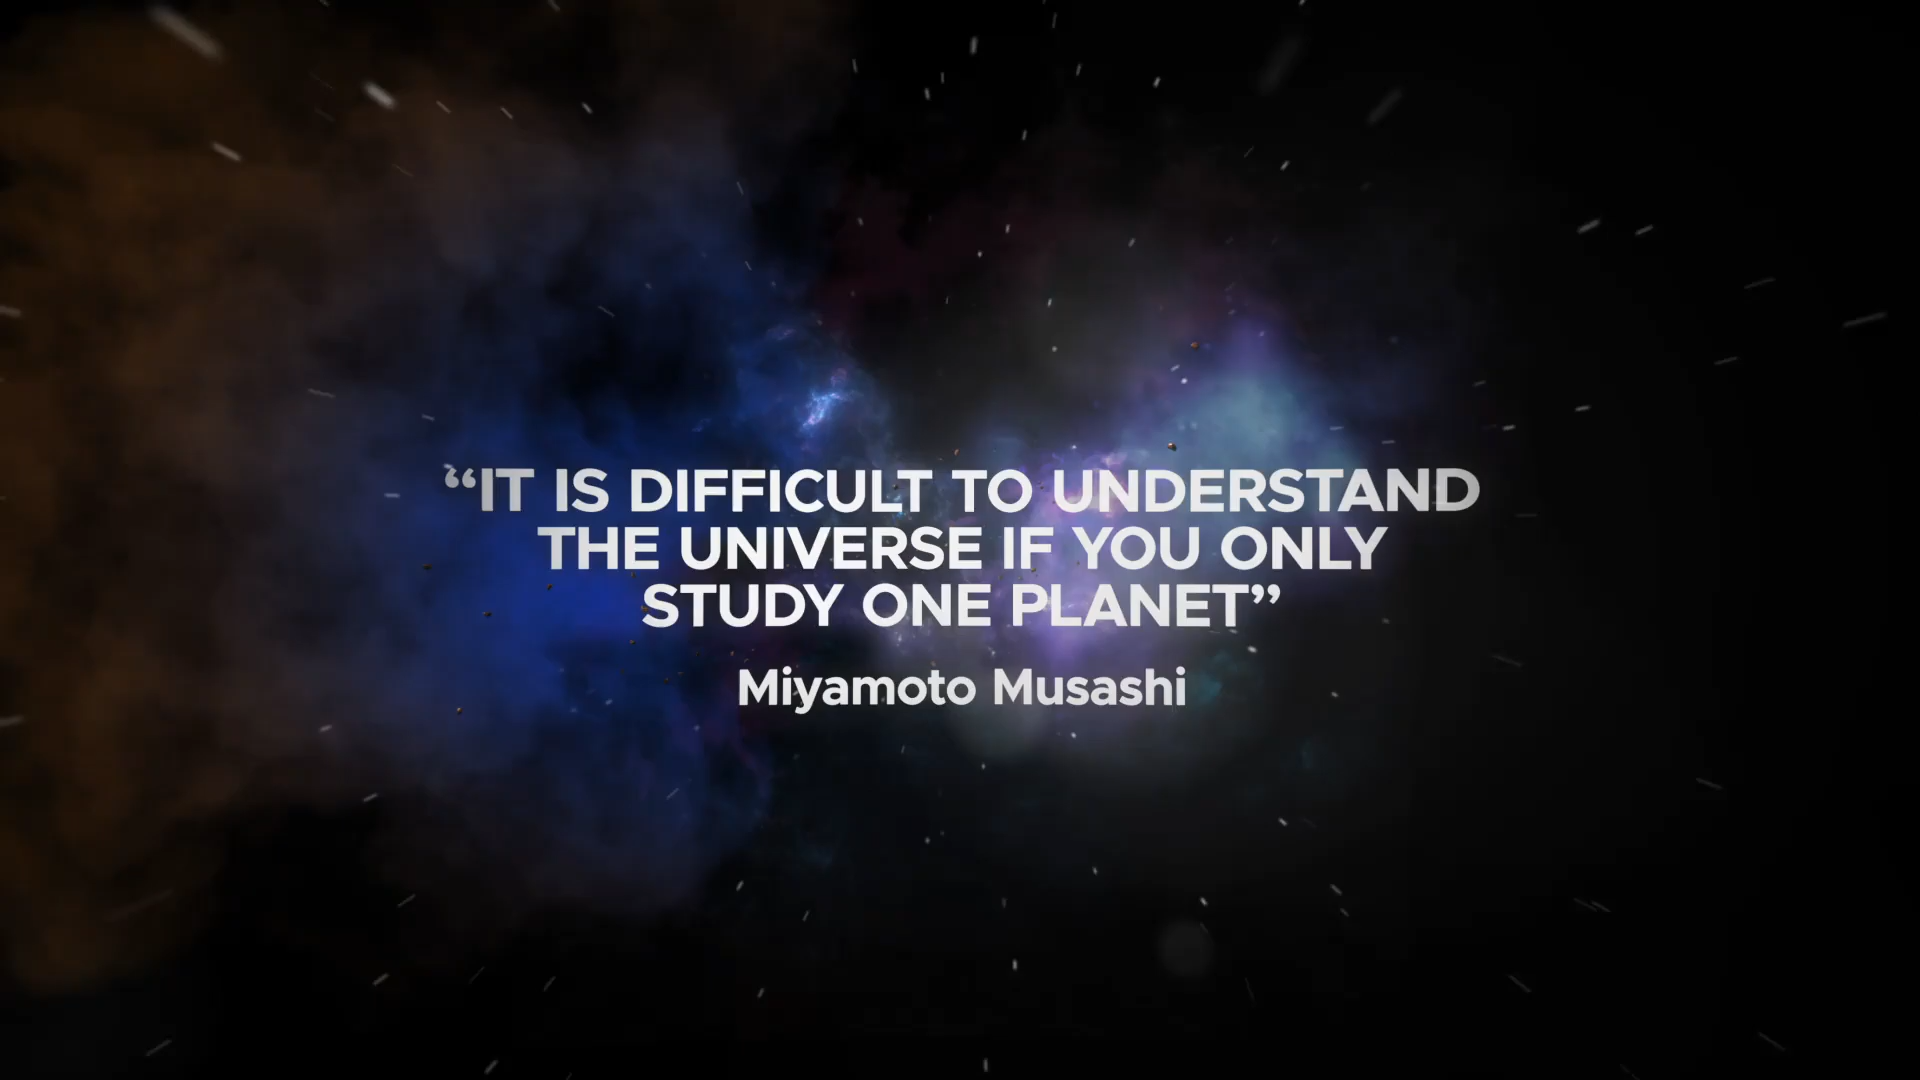 “IT IS DIFFICULT TO UNDERSTAND
THE UNIVERSE IF YOU ONLY
STUDY ONE PLANET”
Miyamoto Musashi